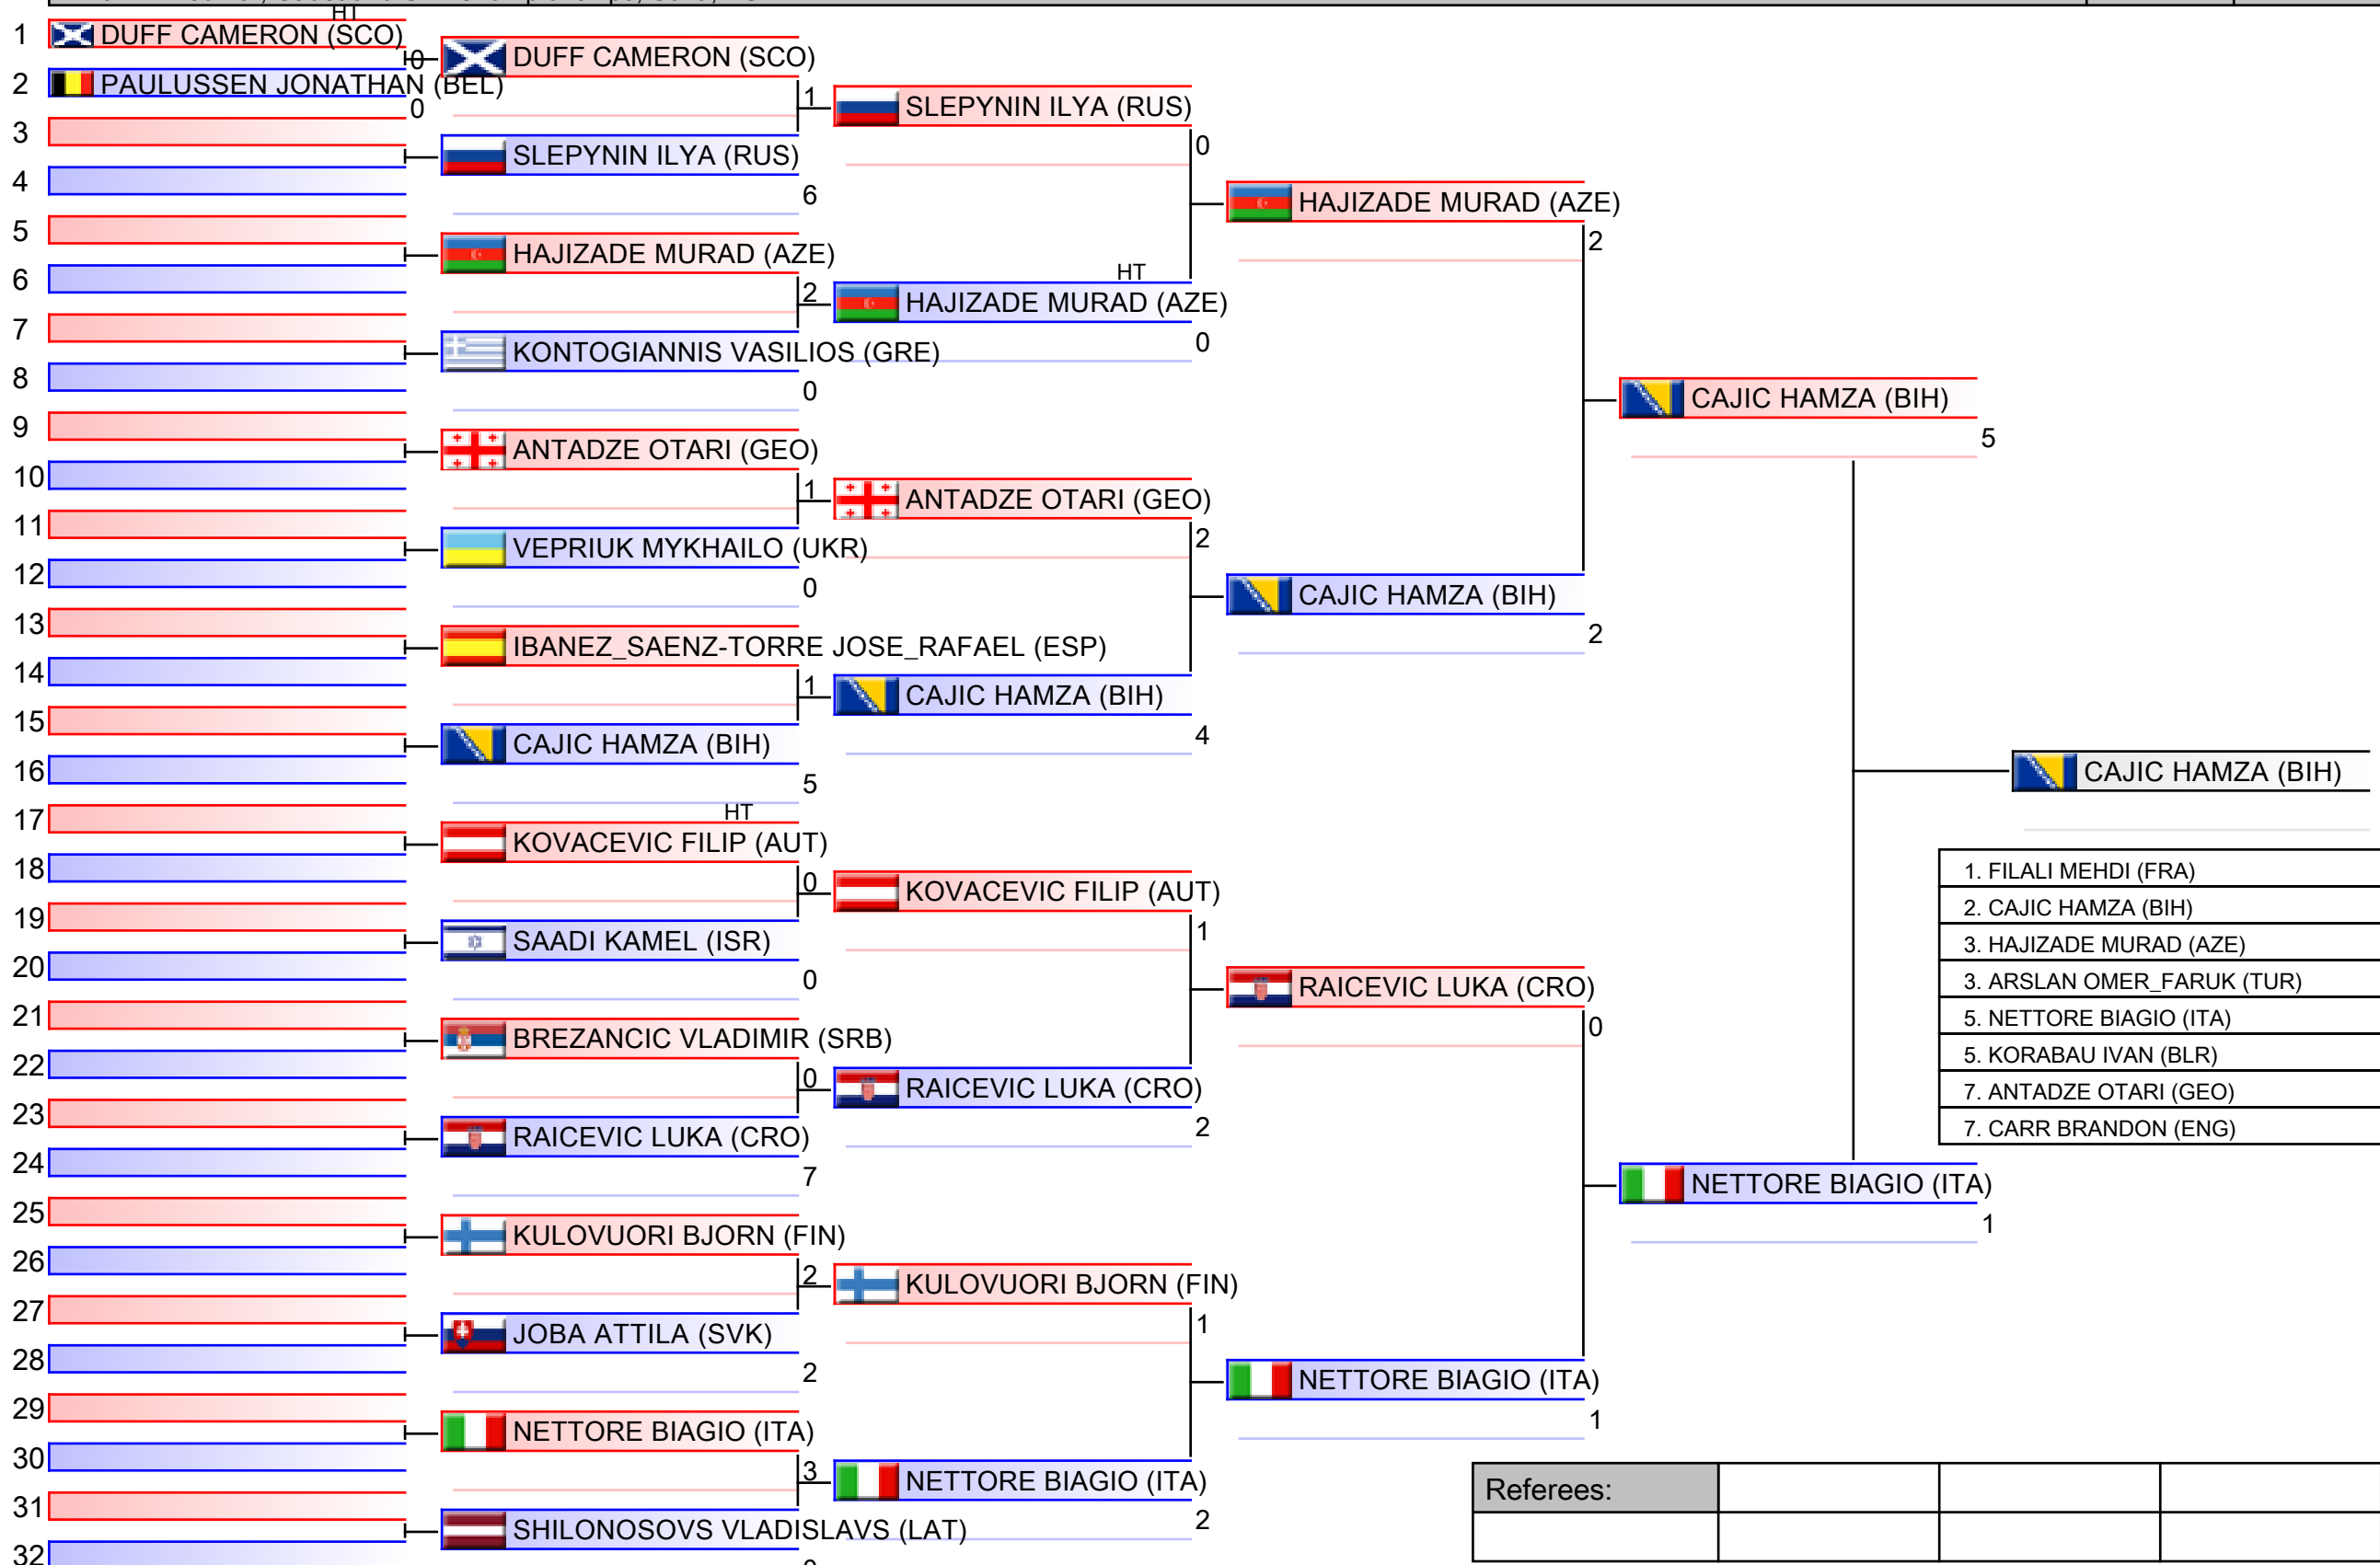 HT
1 DUFF CAMERON (SCO)
0
2 PAULUSSEN JONATHAN (BEL)
0
3
4
5
6
7
8
9
10
11
12
13
14
15
16
17
18
19
20
21
22
23
24
25
26
27
28
29
30
31
32
DUFF CAMERON (SCO)
1
SLEPYNIN ILYA (RUS)
6
HAJIZADE MURAD (AZE)
2
KONTOGIANNIS VASILIOS (GRE)
0
ANTADZE OTARI (GEO)
1
VEPRIUK MYKHAILO (UKR)
0
IBANEZ_SAENZ-TORRE JOSE_RAFAEL (ESP)
1
CAJIC HAMZA (BIH)
5
HT
KOVACEVIC FILIP (AUT)
0
SAADI KAMEL (ISR)
0
BREZANCIC VLADIMIR (SRB)
0
RAICEVIC LUKA (CRO)
7
KULOVUORI BJORN (FIN)
2
JOBA ATTILA (SVK)
2
NETTORE BIAGIO (ITA)
3
SHILONOSOVS VLADISLAVS (LAT)
SLEPYNIN ILYA (RUS)
0
HT
HAJIZADE MURAD (AZE)
0
ANTADZE OTARI (GEO)
2
CAJIC HAMZA (BIH)
4
KOVACEVIC FILIP (AUT)
1
RAICEVIC LUKA (CRO)
2
KULOVUORI BJORN (FIN)
1
NETTORE BIAGIO (ITA)
2
HAJIZADE MURAD (AZE)
2
CAJIC HAMZA (BIH)
2
RAICEVIC LUKA (CRO)
0
NETTORE BIAGIO (ITA)
1
CAJIC HAMZA (BIH)
5
NETTORE BIAGIO (ITA)
1
CAJIC HAMZA (BIH)
1. FILALI MEHDI (FRA)
2. CAJIC HAMZA (BIH)
3. HAJIZADE MURAD (AZE)
3. ARSLAN OMER_FARUK (TUR)
5. NETTORE BIAGIO (ITA)
5. KORABAU IVAN (BLR)
7. ANTADZE OTARI (GEO)
7. CARR BRANDON (ENG)
Referees: